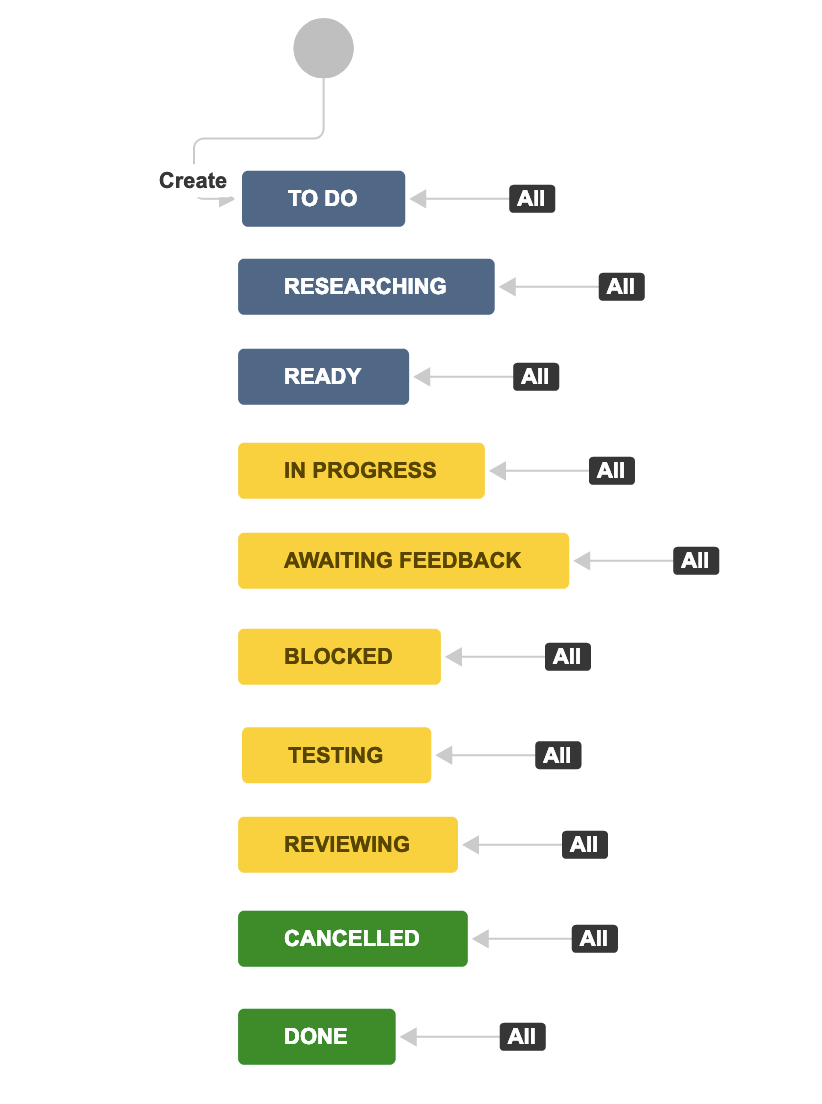 Create
TO DO
All
RESEARCHING
All
READY
All
IN PROGRESS
All
AWAITING FEEDBACK
All
BLOCKED
All
TESTING
All
REVIEWING
All
CANCELLED
All
DONE
All